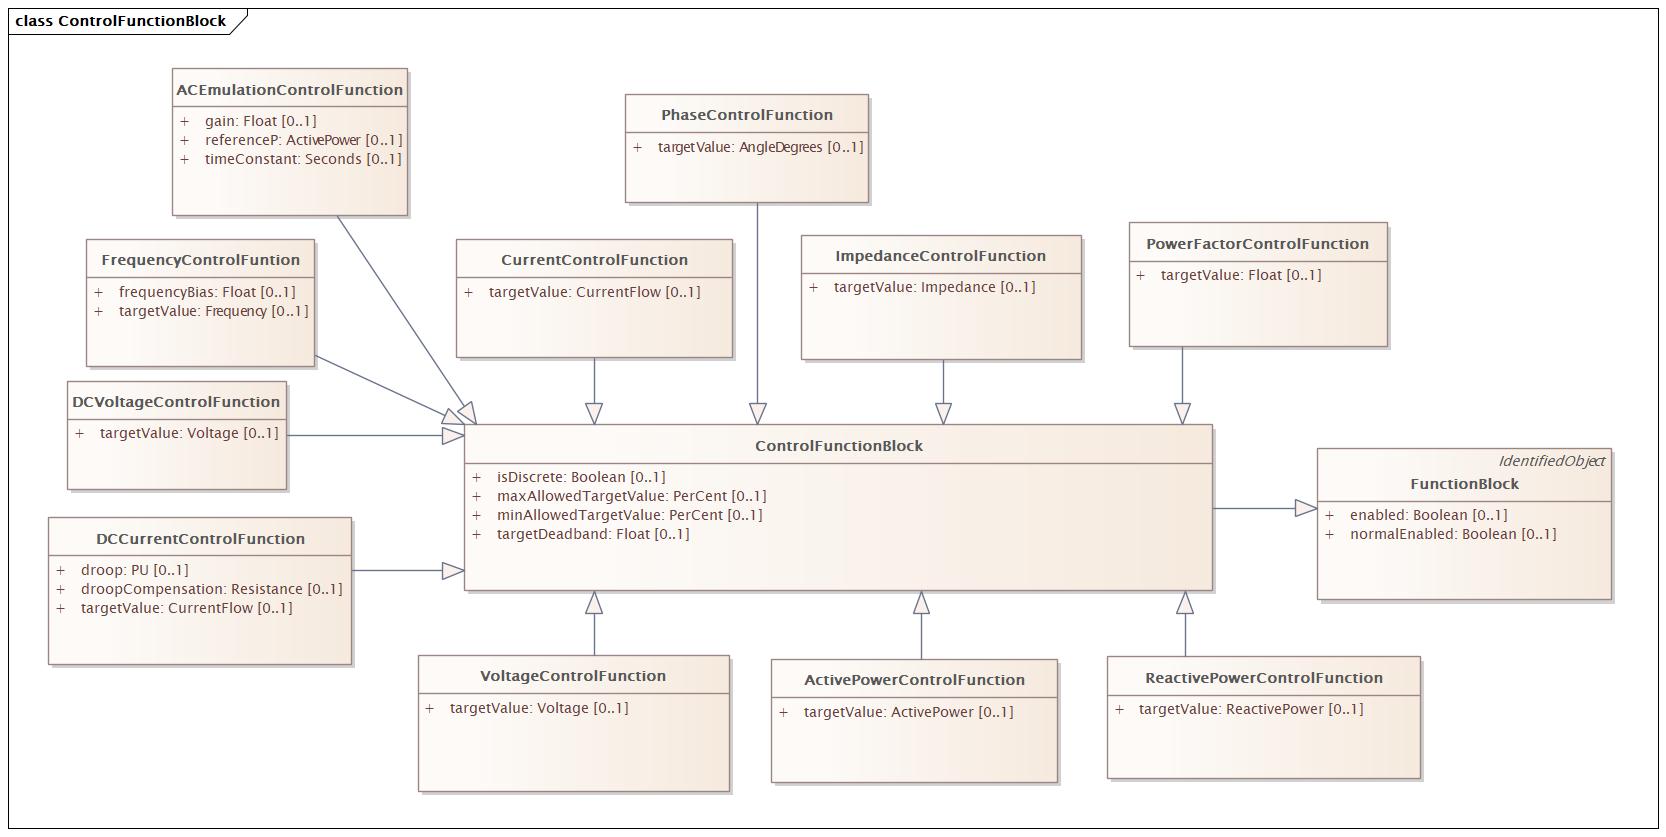 class ControlFunctionBlock
ACEmulationControlFunction
+ gain: Float [0..1]
+ referenceP: ActivePower [0..1]
+ timeConstant: Seconds [0..1]
PhaseControlFunction
+ targetValue: AngleDegrees [0..1]
FrequencyControlFuntion
+ frequencyBias: Float [0..1]
+ targetValue: Frequency [0..1]
CurrentControlFunction
+ targetValue: CurrentFlow [0..1]
ImpedanceControlFunction
+ targetValue: Impedance [0..1]
PowerFactorControlFunction
+ targetValue: Float [0..1]
DCVoltageControlFunction
+ targetValue: Voltage [0..1]
ControlFunctionBlock
+ isDiscrete: Boolean [0..1]
+ maxAllowedTargetValue: PerCent [0..1]
+ minAllowedTargetValue: PerCent [0..1]
+ targetDeadband: Float [0..1]
IdentifiedObject
FunctionBlock
+ enabled: Boolean [0..1]
+ normalEnabled: Boolean [0..1]
DCCurrentControlFunction
+ droop: PU [0..1]
+ droopCompensation: Resistance [0..1]
+ targetValue: CurrentFlow [0..1]
VoltageControlFunction
+ targetValue: Voltage [0..1]
ActivePowerControlFunction
+ targetValue: ActivePower [0..1]
ReactivePowerControlFunction
+ targetValue: ReactivePower [0..1]